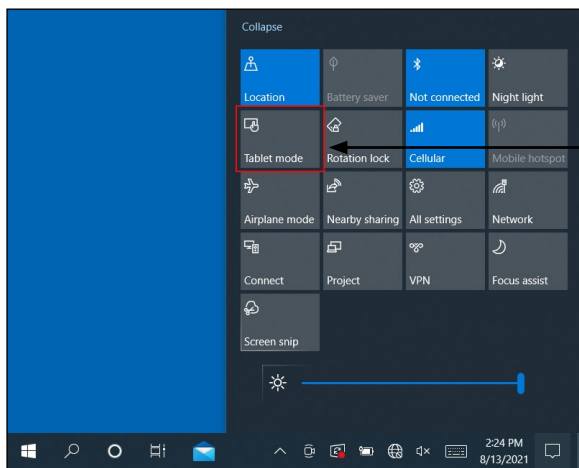 Collapse
Location
Battery saver
Not connected
Night light
Tablet mode
Rotation lock
Cellular
Mobile hotspot
Airplane mode
Nearby sharing
All settings
Network
Connect
Project
VPN
Focus assist
Screen snip
2:24 PM
8/13/2021